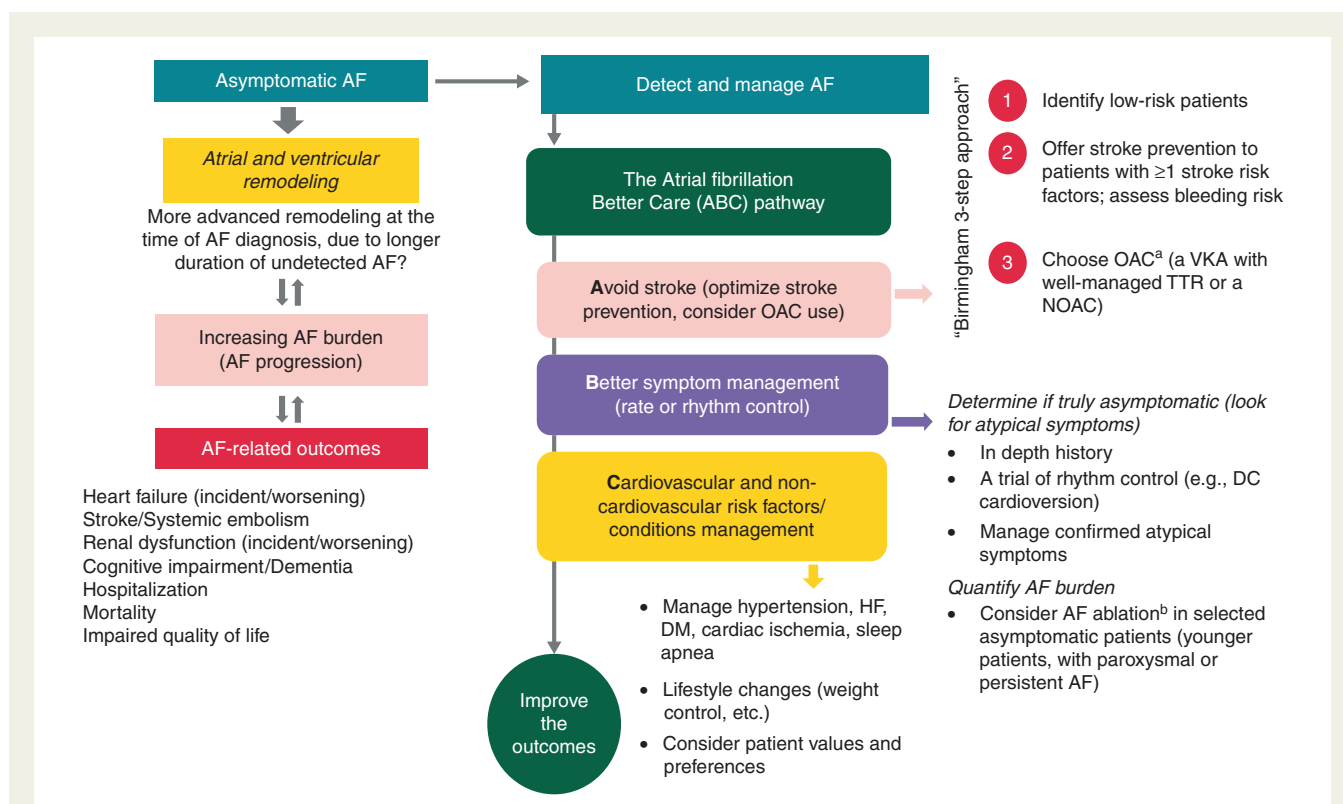 Asymptomatic AF
Atrial and ventricular
remodeling
More advanced remodeling at the
time of AF diagnosis, due to longer
duration of undetected AF?
Increasing AF burden
(AF progression)
AF-related outcomes
Heart failure (incident/worsening)
Stroke/Systemic embolism
Renal dysfunction (incident/worsening)
Cognitive impairment/Dementia
Hospitalization
Mortality
Impaired quality of life
Detect and manage AF
The Atrial fibrillation
Better Care (ABC) pathway
Avoid stroke (optimize stroke
prevention, consider OAC use)
Better symptom management
(rate or rhythm control)
Cardiovascular and non-
cardiovascular risk factors/
conditions management
• Manage hypertension, HF,
DM, cardiac ischemia, sleep
apnea
• Lifestyle changes (weight
control, etc.)
• Consider patient values and
preferences
Improve
the
outcomes
“Birmingham 3-step approach”
1 Identify low-risk patients
2 Offer stroke prevention to
patients with ≥1 stroke risk
factors; assess bleeding risk
3 Choose OACᵃ (a VKA with
well-managed TTR or a
NOAC)
Determine if truly asymptomatic (look
for atypical symptoms)
• In depth history
• A trial of rhythm control (e.g., DC
cardioversion)
• Manage confirmed atypical
symptoms
Quantify AF burden
• Consider AF ablationᵇ in selected
asymptomatic patients (younger
patients, with paroxysmal or
persistent AF)